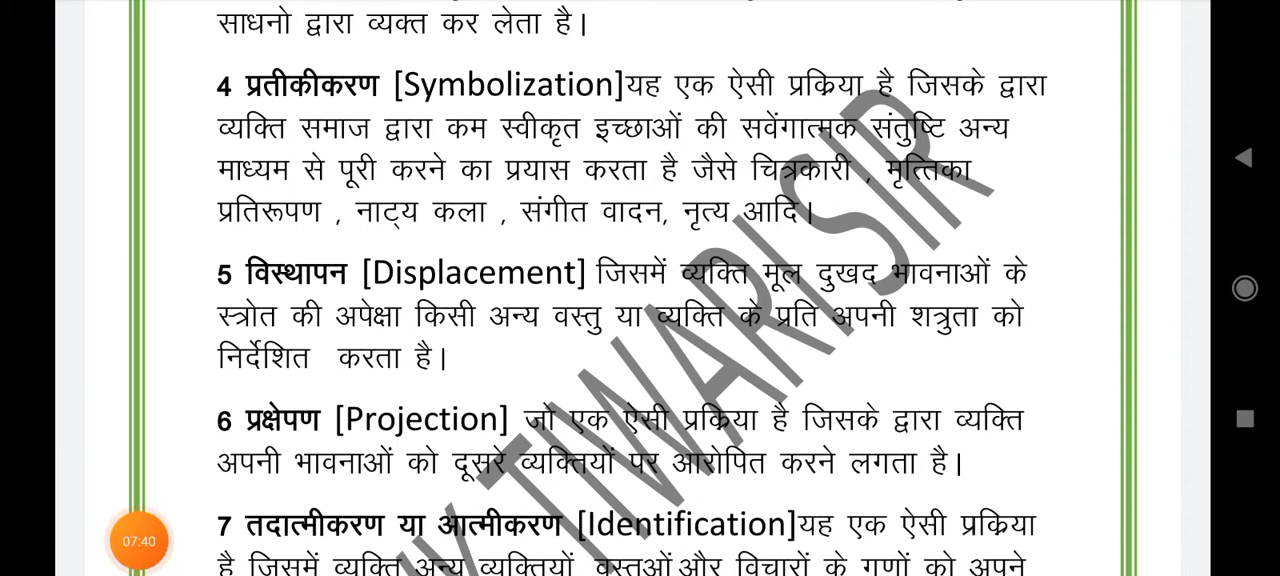 साधनो द्वारा व्यक्त कर लेता है।
4 प्रतीकीकरण [Symbolization]यह एक ऐसी प्रक्रिया है जिसके द्वारा
व्यक्ति समाज द्वारा कम स्वीकृत इच्छाओं की सवेंगात्मक संतुष्टि अन्य
माध्यम से पूरी करने का प्रयास करता है जैसे चित्रकारी , मृत्तिका
प्रतिरूपण , नाट्य कला , संगीत वादन, नृत्य आदि।
5 विस्थापन [Displacement] जिसमें व्यक्ति मूल दुखद भावनाओं के
स्त्रोत की अपेक्षा किसी अन्य वस्तु या व्यक्ति के प्रति अपनी शत्रुता को
निर्देशित करता है।
6 प्रक्षेपण [Projection] जो एक ऐसी प्रक्रिया है जिसके द्वारा व्यक्ति
अपनी भावनाओं को दूसरे व्यक्तियों पर आरोपित करने लगता है।
7 तदात्मीकरण या आत्मीकरण [Identification]यह एक ऐसी प्रक्रिया
है जिसमें व्यक्ति अन्य व्यक्तियों वस्तुओं और विचारों के गुणों को अपने
TIWARI SIR
07:40